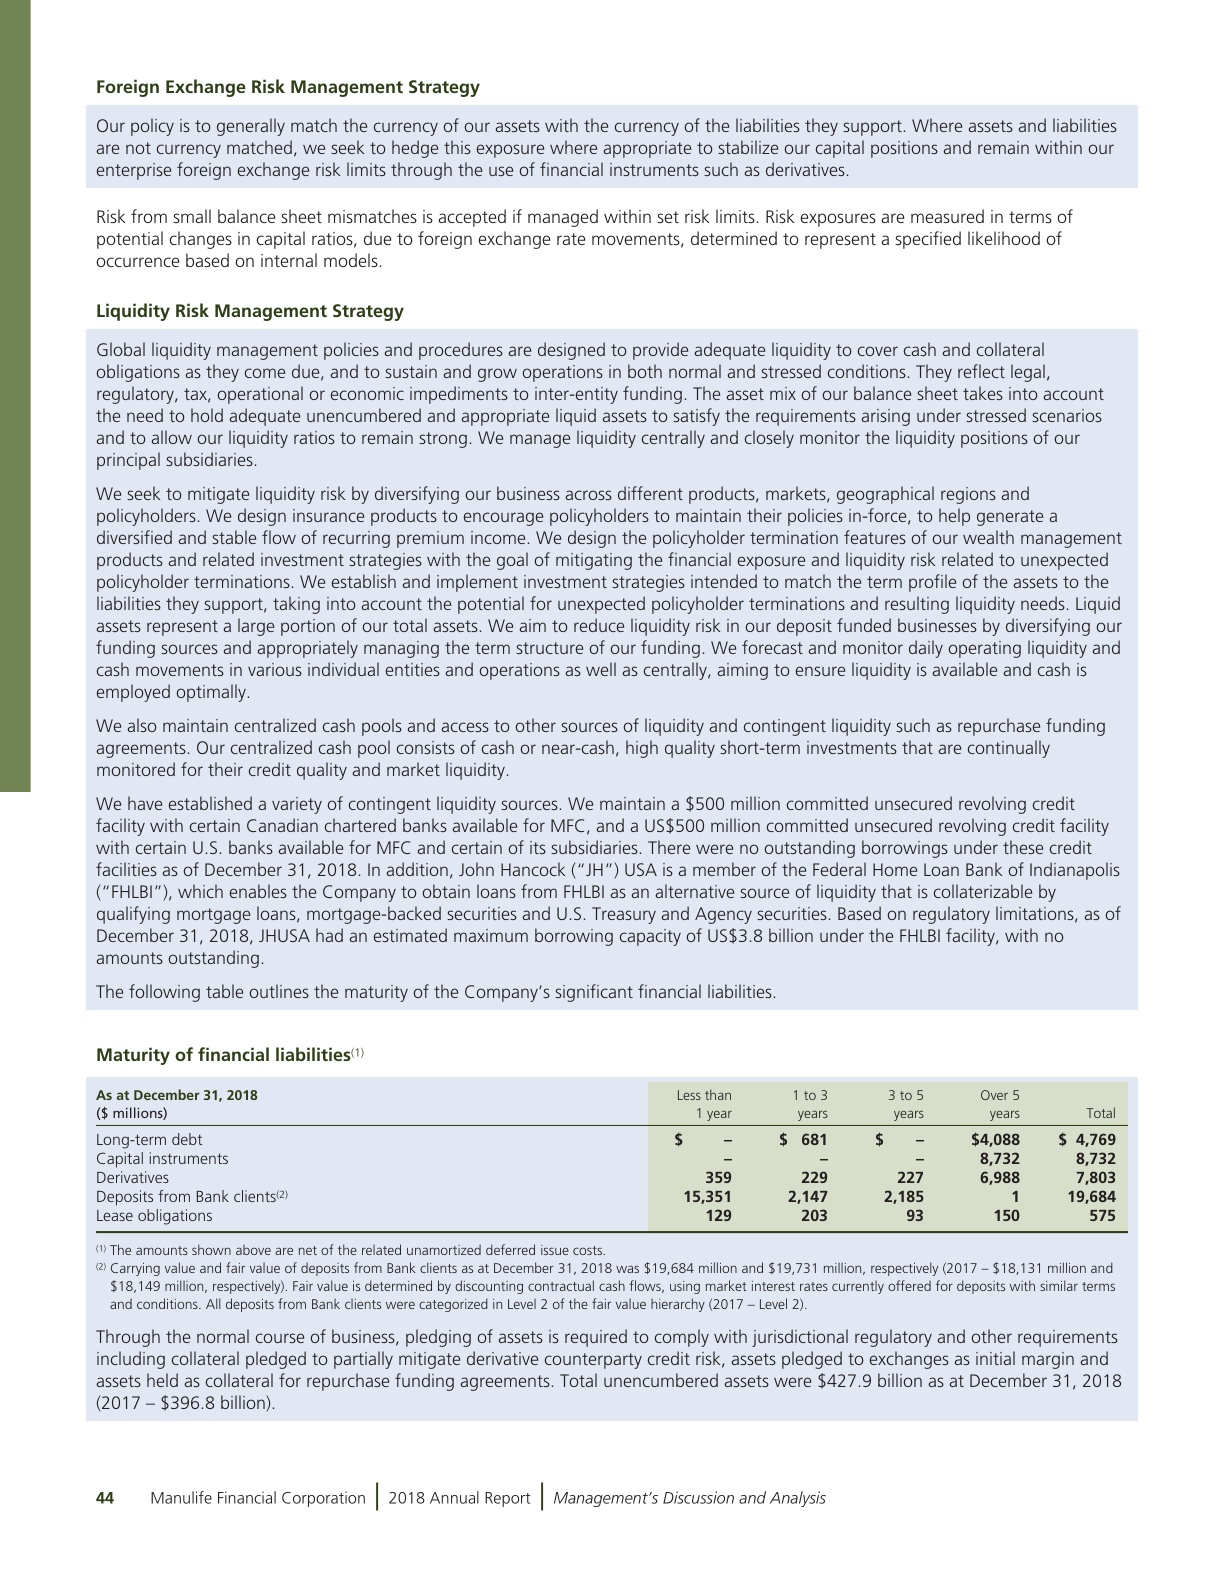 Foreign Exchange Risk Management Strategy
Our policy is to generally match the currency of our assets with the currency of the liabilities they support. Where assets and liabilities
are not currency matched, we seek to hedge this exposure where appropriate to stabilize our capital positions and remain within our
enterprise foreign exchange risk limits through the use of financial instruments such as derivatives.
Risk from small balance sheet mismatches is accepted if managed within set risk limits. Risk exposures are measured in terms of
potential changes in capital ratios, due to foreign exchange rate movements, determined to represent a specified likelihood of
occurrence based on internal models.
Liquidity Risk Management Strategy
Global liquidity management policies and procedures are designed to provide adequate liquidity to cover cash and collateral
obligations as they come due, and to sustain and grow operations in both normal and stressed conditions. They reflect legal,
regulatory, tax, operational or economic impediments to inter-entity funding. The asset mix of our balance sheet takes into account
the need to hold adequate unencumbered and appropriate liquid assets to satisfy the requirements arising under stressed scenarios
and to allow our liquidity ratios to remain strong. We manage liquidity centrally and closely monitor the liquidity positions of our
principal subsidiaries.
We seek to mitigate liquidity risk by diversifying our business across different products, markets, geographical regions and
policyholders. We design insurance products to encourage policyholders to maintain their policies in-force, to help generate a
diversified and stable flow of recurring premium income. We design the policyholder termination features of our wealth management
products and related investment strategies with the goal of mitigating the financial exposure and liquidity risk related to unexpected
policyholder terminations. We establish and implement investment strategies intended to match the term profile of the assets to the
liabilities they support, taking into account the potential for unexpected policyholder terminations and resulting liquidity needs. Liquid
assets represent a large portion of our total assets. We aim to reduce liquidity risk in our deposit funded businesses by diversifying our
funding sources and appropriately managing the term structure of our funding. We forecast and monitor daily operating liquidity and
cash movements in various individual entities and operations as well as centrally, aiming to ensure liquidity is available and cash is
employed optimally.
We also maintain centralized cash pools and access to other sources of liquidity and contingent liquidity such as repurchase funding
agreements. Our centralized cash pool consists of cash or near-cash, high quality short-term investments that are continually
monitored for their credit quality and market liquidity.
We have established a variety of contingent liquidity sources. We maintain a $500 million committed unsecured revolving credit
facility with certain Canadian chartered banks available for MFC, and a US$500 million committed unsecured revolving credit facility
with certain U.S. banks available for MFC and certain of its subsidiaries. There were no outstanding borrowings under these credit
facilities as of December 31, 2018. In addition, John Hancock (“JH”) USA is a member of the Federal Home Loan Bank of Indianapolis
(“FHLBI”), which enables the Company to obtain loans from FHLBI as an alternative source of liquidity that is collaterizable by
qualifying mortgage loans, mortgage-backed securities and U.S. Treasury and Agency securities. Based on regulatory limitations, as of
December 31, 2018, JHUSA had an estimated maximum borrowing capacity of US$3.8 billion under the FHLBI facility, with no
amounts outstanding.
The following table outlines the maturity of the Company’s significant financial liabilities.
Maturity of financial liabilities(1)
As at December 31, 2018 Less than 1 to 3 3 to 5 Over 5
($ millions) 1 year years years years Total
Long-term debt $ – $ 681 $ – $4,088 $ 4,769
Capital instruments – – – 8,732 8,732
Derivatives 359 229 227 6,988 7,803
Deposits from Bank clients(2) 15,351 2,147 2,185 1 19,684
Lease obligations 129 203 93 150 575
(1) The amounts shown above are net of the related unamortized deferred issue costs.
(2) Carrying value and fair value of deposits from Bank clients as at December 31, 2018 was $19,684 million and $19,731 million, respectively (2017 – $18,131 million and
$18,149 million, respectively). Fair value is determined by discounting contractual cash flows, using market interest rates currently offered for deposits with similar terms
and conditions. All deposits from Bank clients were categorized in Level 2 of the fair value hierarchy (2017 – Level 2).
Through the normal course of business, pledging of assets is required to comply with jurisdictional regulatory and other requirements
including collateral pledged to partially mitigate derivative counterparty credit risk, assets pledged to exchanges as initial margin and
assets held as collateral for repurchase funding agreements. Total unencumbered assets were $427.9 billion as at December 31, 2018
(2017 – $396.8 billion).
44 Manulife Financial Corporation | 2018 Annual Report | Management’s Discussion and Analysis